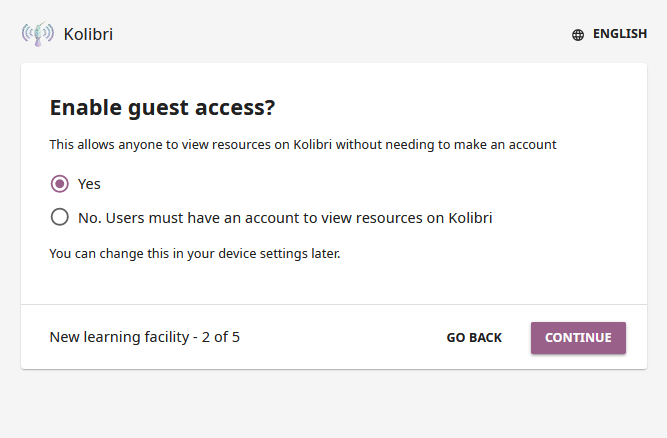 Kolibri
ENGLISH
Enable guest access?
This allows anyone to view resources on Kolibri without needing to make an account
Yes
No. Users must have an account to view resources on Kolibri
You can change this in your device settings later.
New learning facility - 2 of 5
GO BACK
CONTINUE